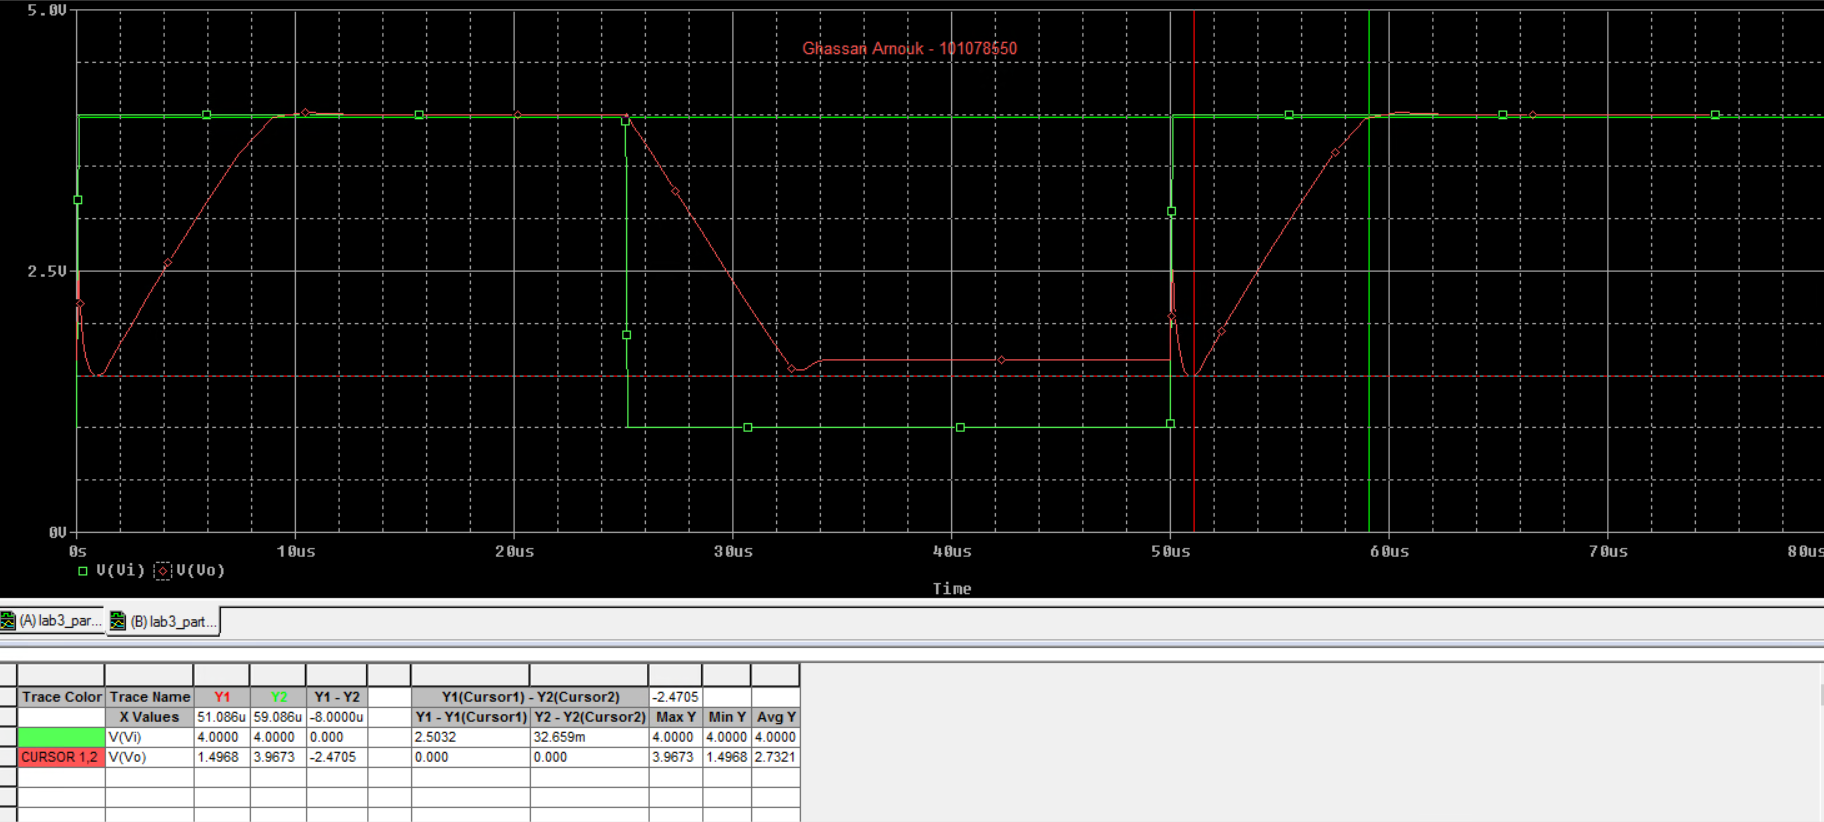 5.0V
Ghassan Arnouk - 101078550
2.5V
0V
0s 10us 20us 30us 40us 50us 60us 70us 80us
V(Vi) V(Vo)
Time
(A) lab3_par... (B) lab3_part...
Trace Color Trace Name Y1 Y2 Y1 - Y2 Y1(Cursor1) - Y2(Cursor2) -2.4705
X Values 51.086u 59.086u -8.0000u Y1 - Y1(Cursor1) Y2 - Y2(Cursor2) Max Y Min Y Avg Y
V(Vi) 4.0000 4.0000 0.000 2.5032 32.659m 4.0000 4.0000 4.0000
CURSOR 1,2 V(Vo) 1.4968 3.9673 -2.4705 0.000 0.000 3.9673 1.4968 2.7321